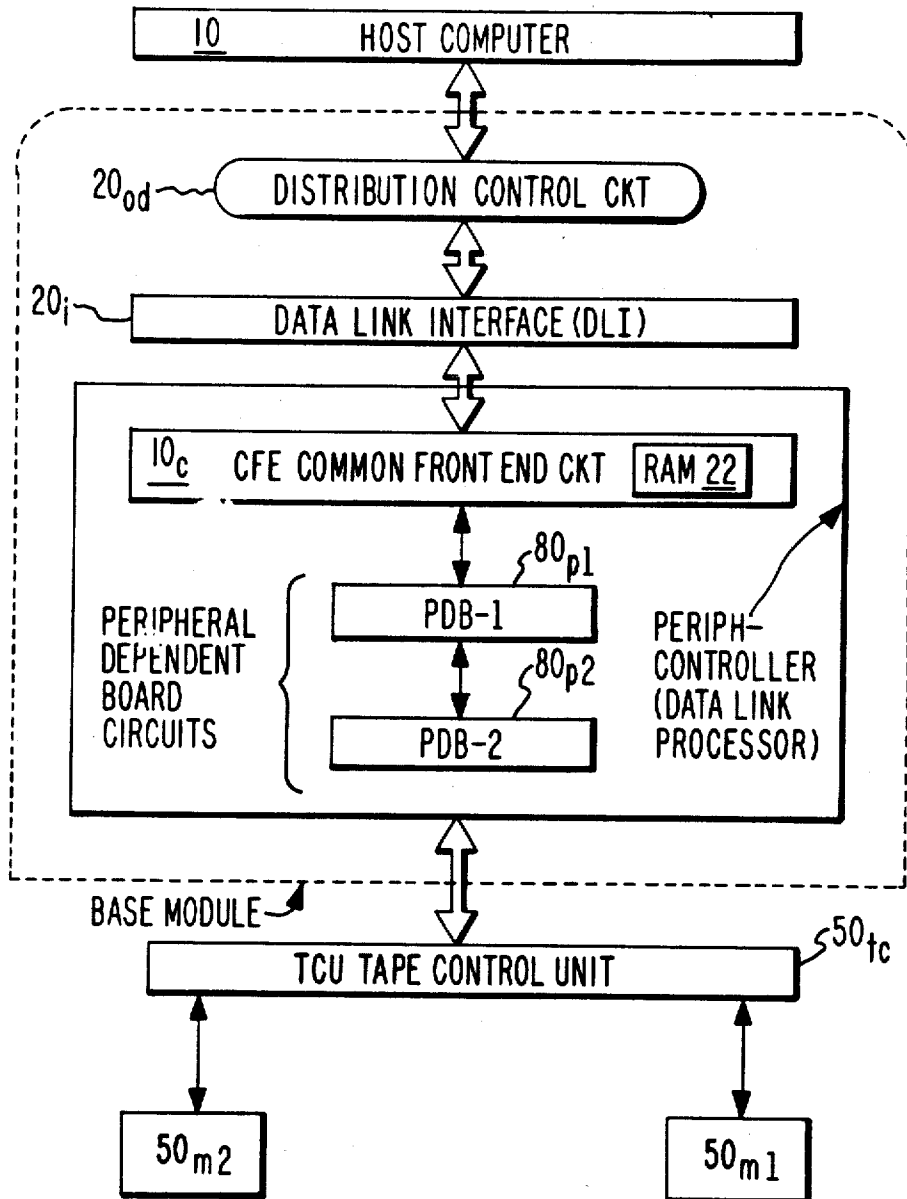 10 HOST COMPUTER
20od DISTRIBUTION CONTROL CKT
20i DATA LINK INTERFACE (DLI)
10c CFE COMMON FRONT END CKT RAM 22
80p1
PDB-1
80p2
PDB-2
PERIPHERAL
DEPENDENT
BOARD
CIRCUITS
PERIPH-
CONTROLLER
(DATA LINK
PROCESSOR)
BASE MODULE
50tc
TCU TAPE CONTROL UNIT
50m2 50m1